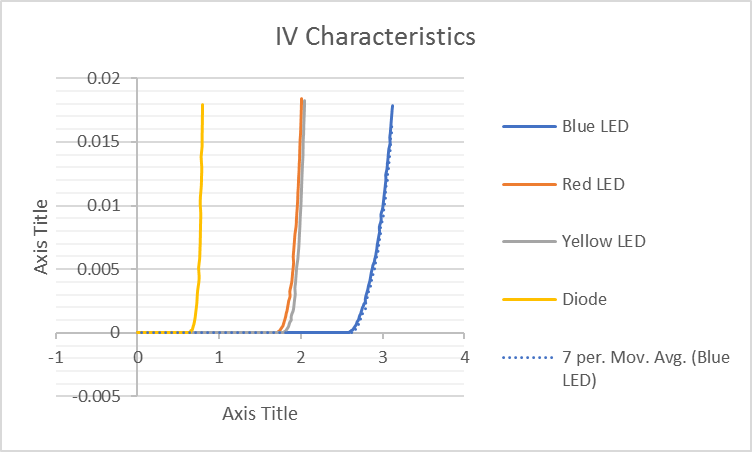 IV Characteristics
0.02
0.015
0.01
0.005
0
-0.005
-1
0
1
2
3
4
Axis Title
Axis Title
Blue LED
Red LED
Yellow LED
Diode
7 per. Mov. Avg. (Blue
LED)